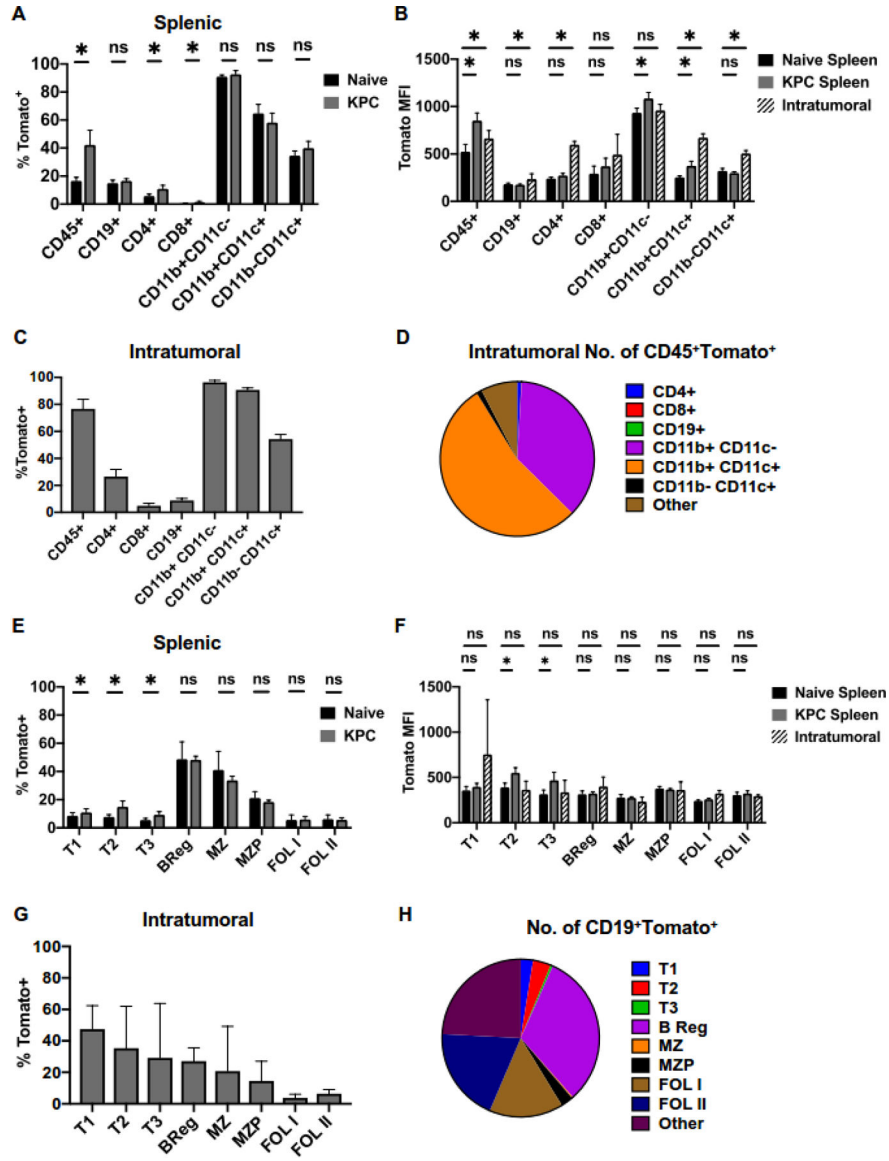 A
Splenic
* ns * * ns ns ns
% Tomato+
100
80
60
40
20
0
Naive
KPC
CD45+
CD19+
CD4+
CD8+
CD11b+CD11c-
CD11b+CD11c+
CD11b-CD11c+
B
* * * ns ns * *
* ns ns ns * * ns
Tomato MFI
1500
1000
500
0
Naive Spleen
KPC Spleen
Intratumoral
CD45+
CD19+
CD4+
CD8+
CD11b+CD11c-
CD11b+CD11c+
CD11b-CD11c+
C
Intratumoral
%Tomato+
100
80
60
40
20
0
CD45+
CD4+
CD8+
CD19+
CD11b+ CD11c-
CD11b+ CD11c+
CD11b- CD11c+
D
Intratumoral No. of CD45+Tomato+
CD4+
CD8+
CD19+
CD11b+ CD11c-
CD11b+ CD11c+
CD11b- CD11c+
Other
E
Splenic
* * * ns ns ns ns ns
% Tomato+
100
80
60
40
20
0
Naive
KPC
T1
T2
T3
BReg
MZ
MZP
FOL I
FOL II
F
ns ns ns ns ns ns ns ns
ns * * ns ns ns ns ns
Tomato MFI
1500
1000
500
0
Naive Spleen
KPC Spleen
Intratumoral
T1
T2
T3
BReg
MZ
MZP
FOL I
FOL II
G
Intratumoral
% Tomato+
100
80
60
40
20
0
T1
T2
T3
BReg
MZ
MZP
FOL I
FOL II
H
No. of CD19+Tomato+
T1
T2
T3
B Reg
MZ
MZP
FOL I
FOL II
Other